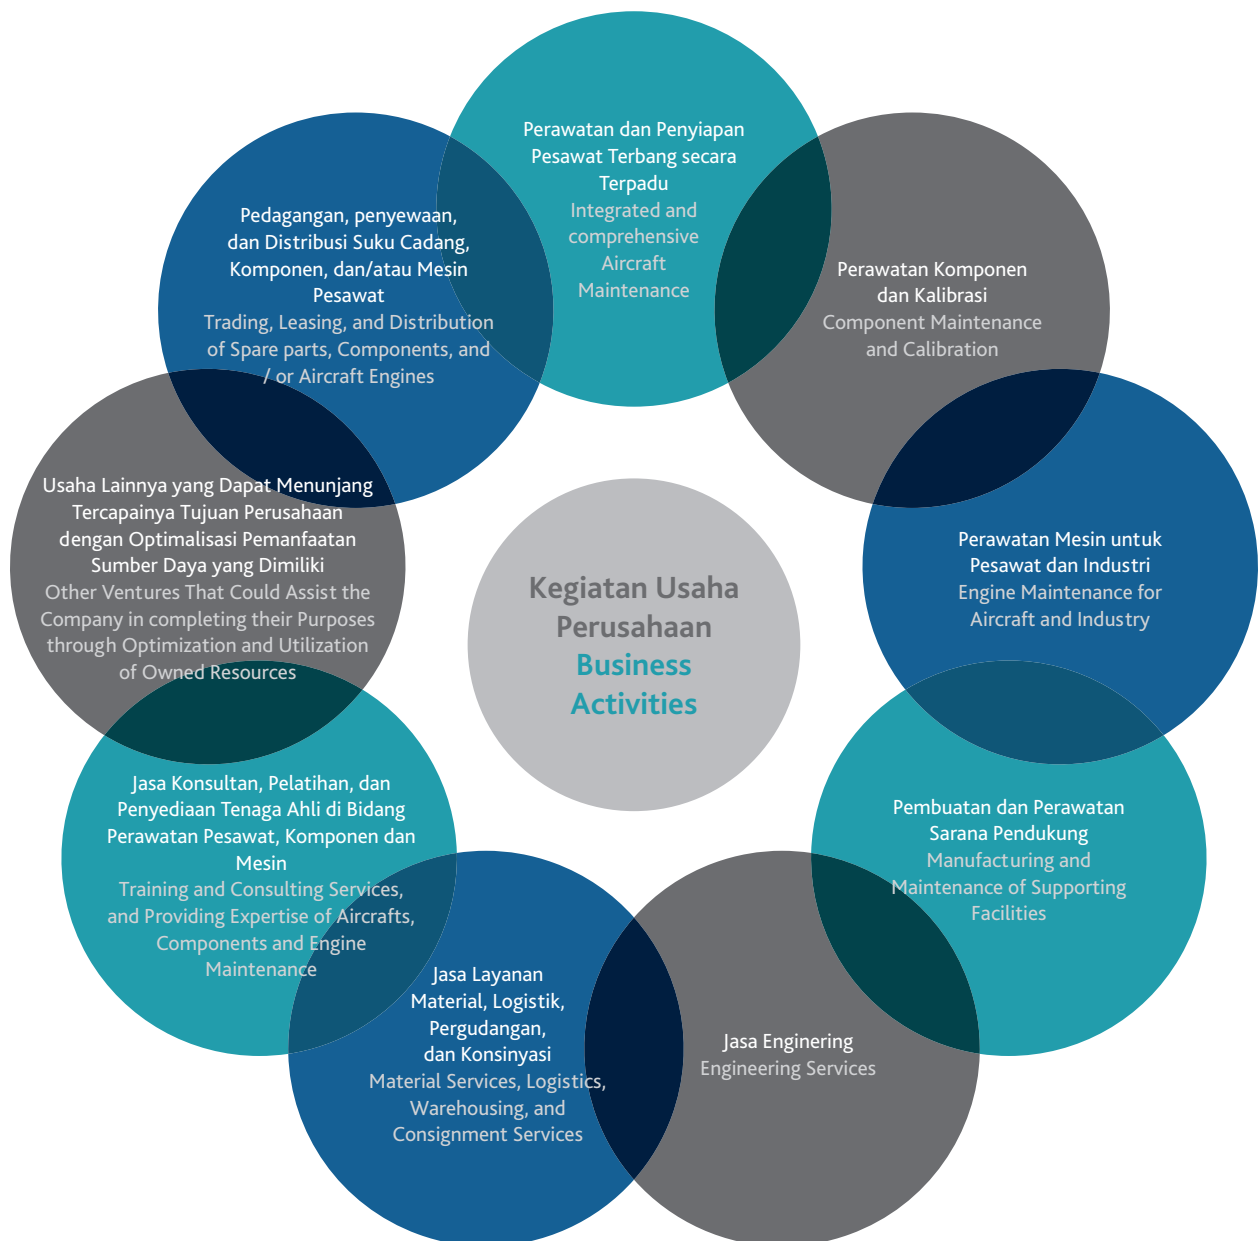 Perawatan dan Penyiapan
Pesawat Terbang secara
Terpadu
Integrated and
comprehensive
Aircraft
Maintenance
Perawatan Komponen
dan Kalibrasi
Component Maintenance
and Calibration
Perawatan Mesin untuk
Pesawat dan Industri
Engine Maintenance for
Aircraft and Industry
Pembuatan dan Perawatan
Sarana Pendukung
Manufacturing and
Maintenance of Supporting
Facilities
Jasa Enginering
Engineering Services
Jasa Layanan
Material, Logistik,
Pergudangan,
dan Konsinyasi
Material Services, Logistics,
Warehousing, and
Consignment Services
Jasa Konsultan, Pelatihan, dan
Penyediaan Tenaga Ahli di Bidang
Perawatan Pesawat, Komponen dan
Mesin
Training and Consulting Services,
and Providing Expertise of Aircrafts,
Components and Engine
Maintenance
Usaha Lainnya yang Dapat Menunjang
Tercapainya Tujuan Perusahaan
dengan Optimalisasi Pemanfaatan
Sumber Daya yang Dimiliki
Other Ventures That Could Assist the
Company in completing their Purposes
through Optimization and Utilization
of Owned Resources
Pedagangan, penyewaan,
dan Distribusi Suku Cadang,
Komponen, dan/atau Mesin
Pesawat
Trading, Leasing, and Distribution
of Spare parts, Components, and
/ or Aircraft Engines
Kegiatan Usaha
Perusahaan
Business
Activities